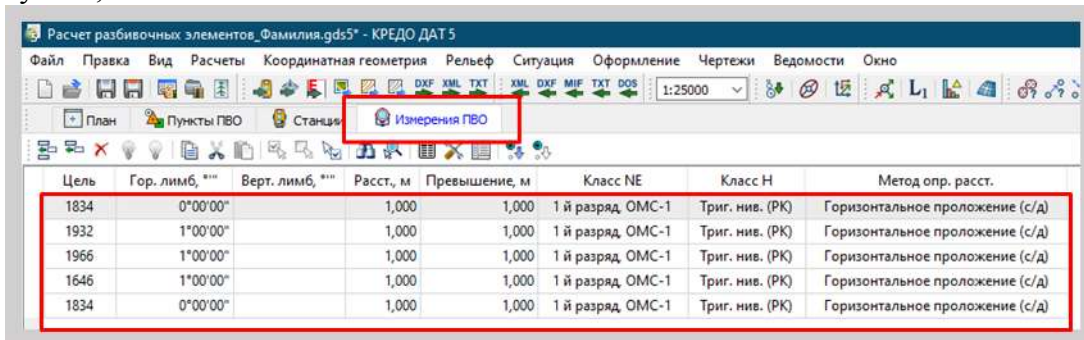 Расчет разбивочных элементов_Фамилия.gds5* - КРЕДО ДАТ 5
Файл Правка Вид Расчеты Координатная геометрия Рельеф Ситуация Оформление Чертежи Ведомости Окно
DXF XML TXT XML DXF MIF TXT DOS 1:25000 L1
План Пункты ПВО Станции Измерения ПВО
Цель Гор. лимб, °'" Верт. лимб, °'" Расст., м Превышение, м Класс NE Класс H Метод опр. расст.
1834 0°00'00" 1,000 1,000 1 й разряд, ОМС-1 Триг. нив. (РК) Горизонтальное проложение (с/д)
1932 1°00'00" 1,000 1,000 1 й разряд, ОМС-1 Триг. нив. (РК) Горизонтальное проложение (с/д)
1966 1°00'00" 1,000 1,000 1 й разряд, ОМС-1 Триг. нив. (РК) Горизонтальное проложение (с/д)
1646 1°00'00" 1,000 1,000 1 й разряд, ОМС-1 Триг. нив. (РК) Горизонтальное проложение (с/д)
1834 0°00'00" 1,000 1,000 1 й разряд, ОМС-1 Триг. нив. (РК) Горизонтальное проложение (с/д)